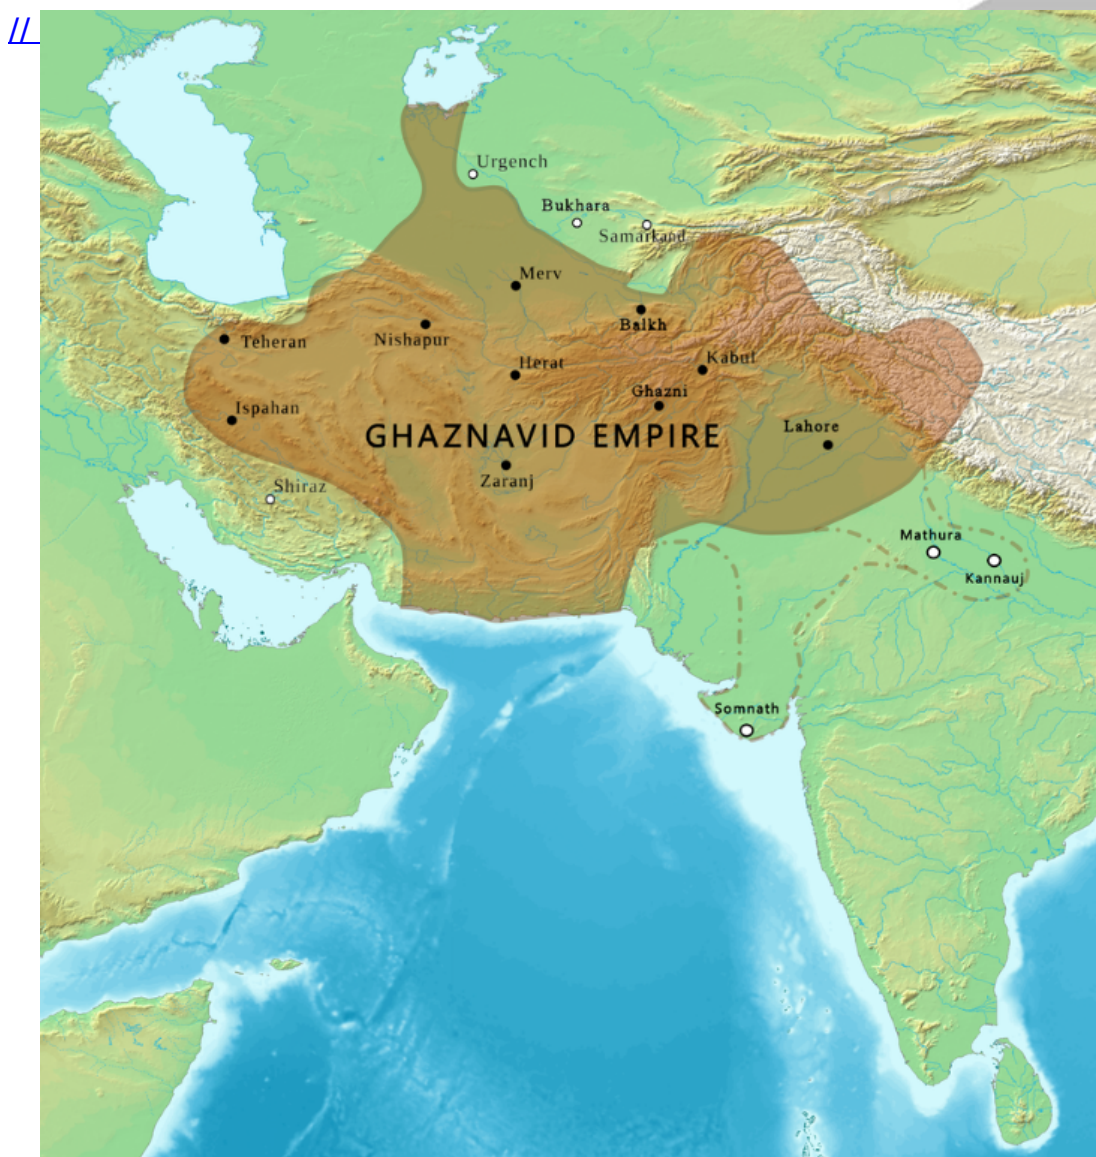 //
Urgench
Bukhara
Samarkand
Merv
Balkh
Teheran
Nishapur
Herat
Kabul
Ghazni
Ispahan
Lahore
GHAZNAVID EMPIRE
Zaranj
Shiraz
Mathura
Kannauj
Somnath